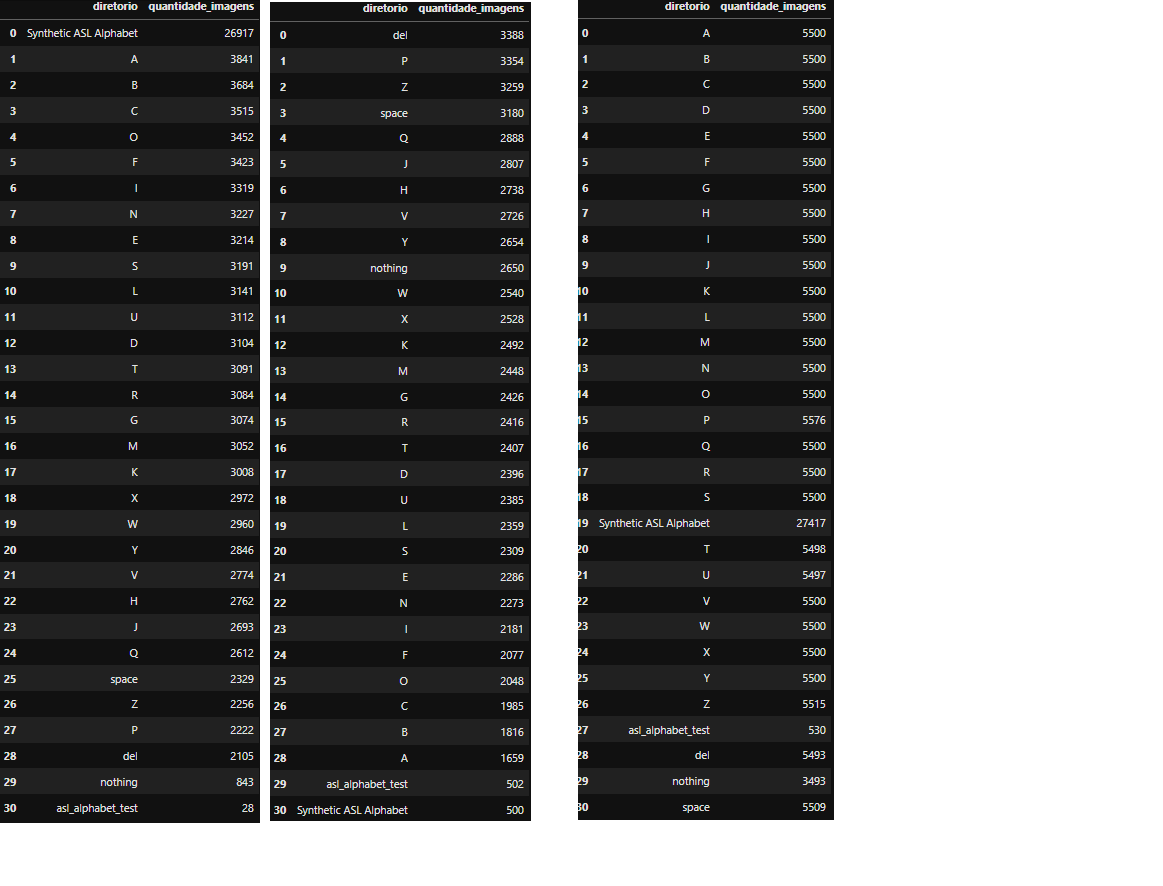 diretorio quantidade_imagens
0 Synthetic ASL Alphabet 26917
1 A 3841
2 B 3684
3 C 3515
4 O 3452
5 F 3423
6 I 3319
7 N 3227
8 E 3214
9 S 3191
10 L 3141
11 U 3112
12 D 3104
13 T 3091
14 R 3084
15 G 3074
16 M 3052
17 K 3008
18 X 2972
19 W 2960
20 Y 2846
21 V 2774
22 H 2762
23 J 2693
24 Q 2612
25 space 2329
26 Z 2256
27 P 2222
28 del 2105
29 nothing 843
30 asl_alphabet_test 28
diretorio quantidade_imagens
0 del 3388
1 P 3354
2 Z 3259
3 space 3180
4 Q 2888
5 J 2807
6 H 2738
7 V 2726
8 Y 2654
9 nothing 2650
10 W 2540
11 X 2528
12 K 2492
13 M 2448
14 G 2426
15 R 2416
16 T 2407
17 D 2396
18 U 2385
19 L 2359
20 S 2309
21 E 2286
22 N 2273
23 I 2181
24 F 2077
25 O 2048
26 C 1985
27 B 1816
28 A 1659
29 asl_alphabet_test 502
30 Synthetic ASL Alphabet 500
diretorio quantidade_imagens
0 A 5500
1 B 5500
2 C 5500
3 D 5500
4 E 5500
5 F 5500
6 G 5500
7 H 5500
8 I 5500
9 J 5500
10 K 5500
11 L 5500
12 M 5500
13 N 5500
14 O 5500
15 P 5576
16 Q 5500
17 R 5500
18 S 5500
19 Synthetic ASL Alphabet 27417
20 T 5498
21 U 5497
22 V 5500
23 W 5500
24 X 5500
25 Y 5500
26 Z 5515
27 asl_alphabet_test 530
28 del 5493
29 nothing 3493
30 space 5509